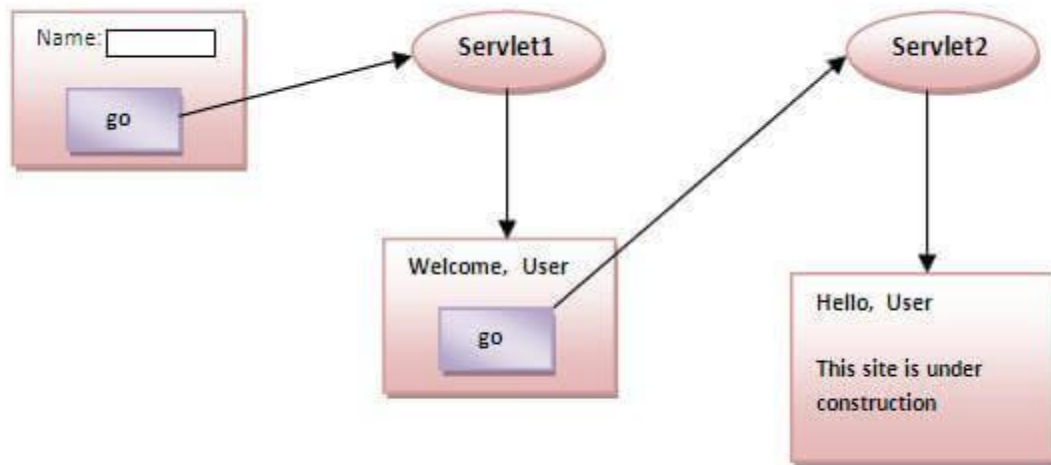 Name:
go
Servlet1
Servlet2
Welcome, User
go
Hello, User
This site is under
construction